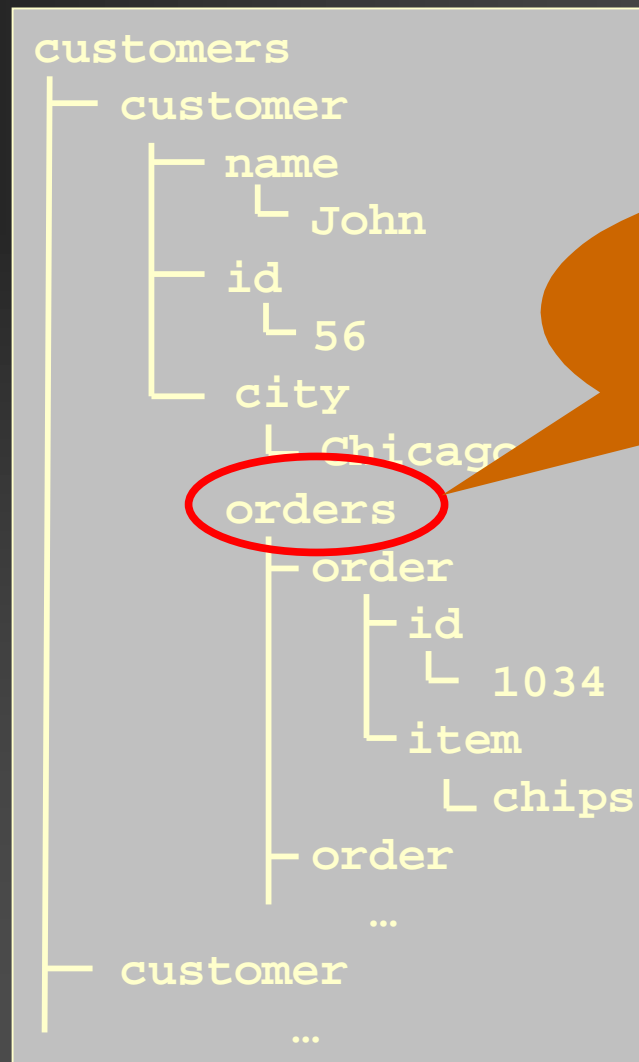 customers
customer
name
John
id
56
city
Chicago
orders
order
id
1034
item
chips
order
…
customer
…